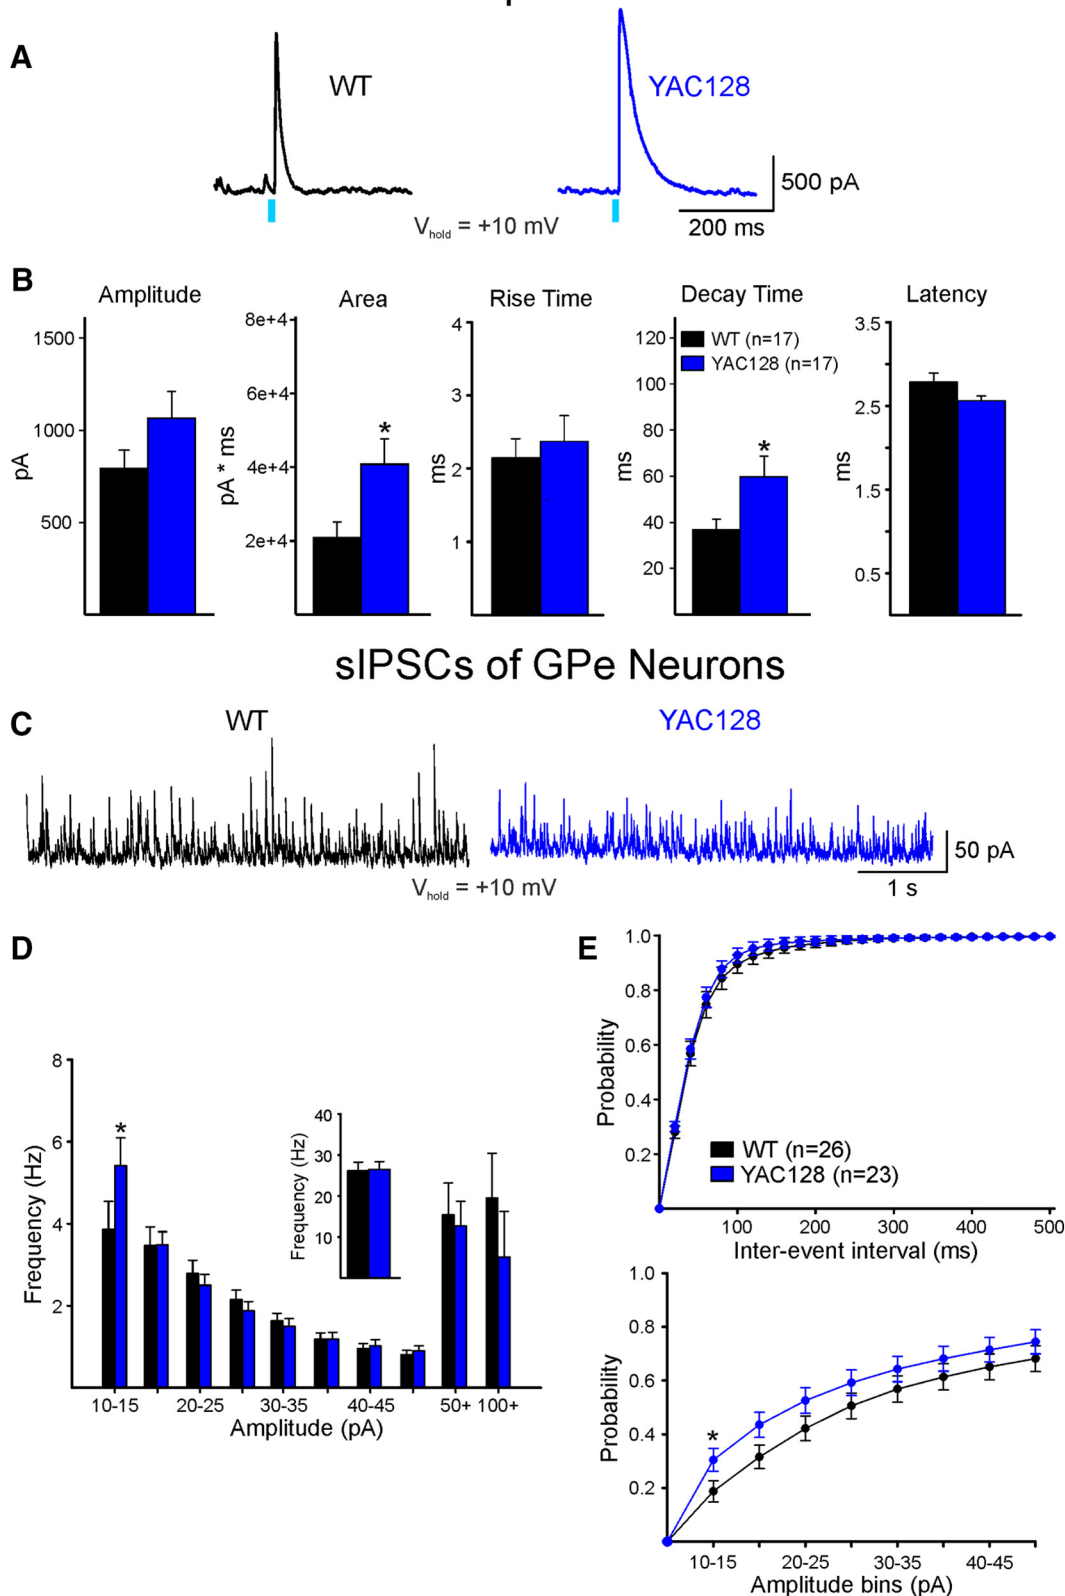 A
WT
YAC128
500 pA
200 ms
Vhold = +10 mV
B
Amplitude
Area
Rise Time
Decay Time
Latency
1500
1000
500
pA
8e+4
6e+4
4e+4
2e+4
pA * ms
*
4
3
2
1
ms
120
100
80
60
40
20
ms
WT (n=17)
YAC128 (n=17)
*
3.5
2.5
1.5
0.5
ms
sIPSCs of GPe Neurons
C
WT
YAC128
50 pA
1 s
Vhold = +10 mV
D
8
6
4
2
Frequency (Hz)
*
40
30
20
10
Frequency (Hz)
10-15 20-25 30-35 40-45 50+ 100+
Amplitude (pA)
E
1.0
0.8
0.6
0.4
0.2
Probability
WT (n=26)
YAC128 (n=23)
100 200 300 400 500
Inter-event interval (ms)
1.0
0.8
0.6
0.4
0.2
Probability
*
10-15 20-25 30-35 40-45
Amplitude bins (pA)